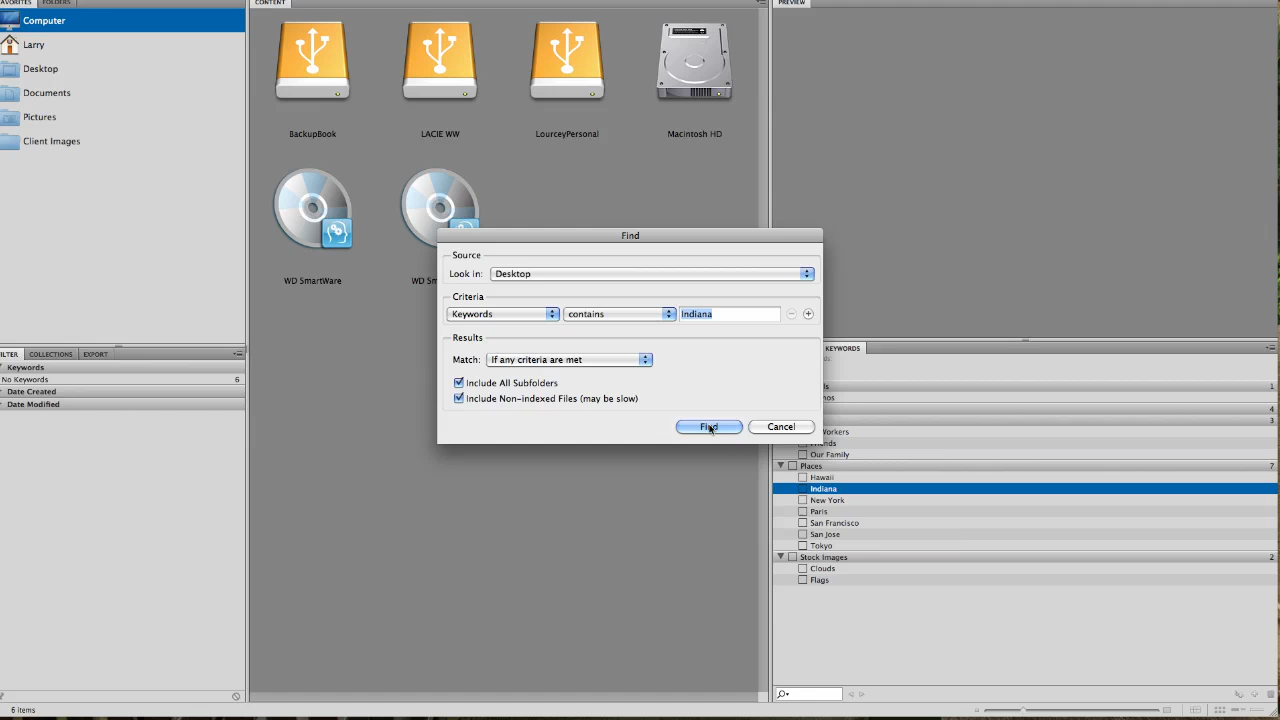 FAVORITES FOLDERS
Computer
Larry
Desktop
Documents
Pictures
Client Images
CONTENT
BackupBook
LACIE WW
LourceyPersonal
Macintosh HD
WD SmartWare
PREVIEW
Find
Source
Look in: Desktop
Criteria
Keywords contains Indiana
Results
Match: If any criteria are met
Include All Subfolders
Include Non-indexed Files (may be slow)
Find Cancel
FILTER COLLECTIONS EXPORT
Keywords
No Keywords 6
Date Created
Date Modified
KEYWORDS
1
4
3
Friends
Our Family
Places 7
Hawaii
Indiana
New York
Paris
San Francisco
San Jose
Tokyo
Stock Images 2
Clouds
Flags
6 items